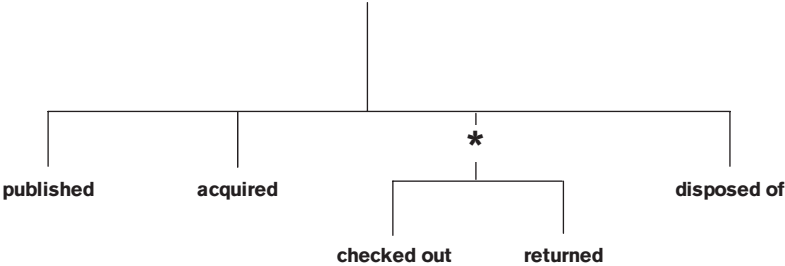 *
published acquired disposed of
checked out returned